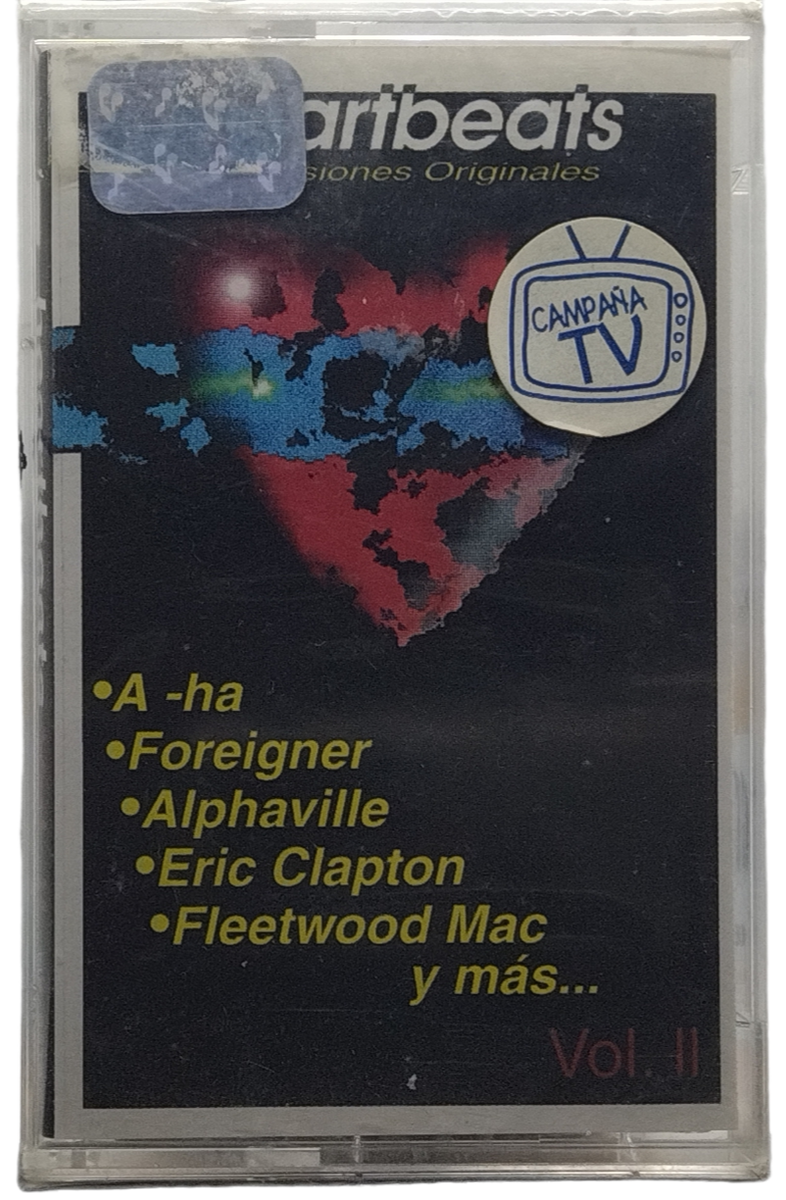 artbeats
siones Originales
CAMPAÑA
TV
•A -ha
•Foreigner
•Alphaville
•Eric Clapton
•Fleetwood Mac
y más...
Vol. II